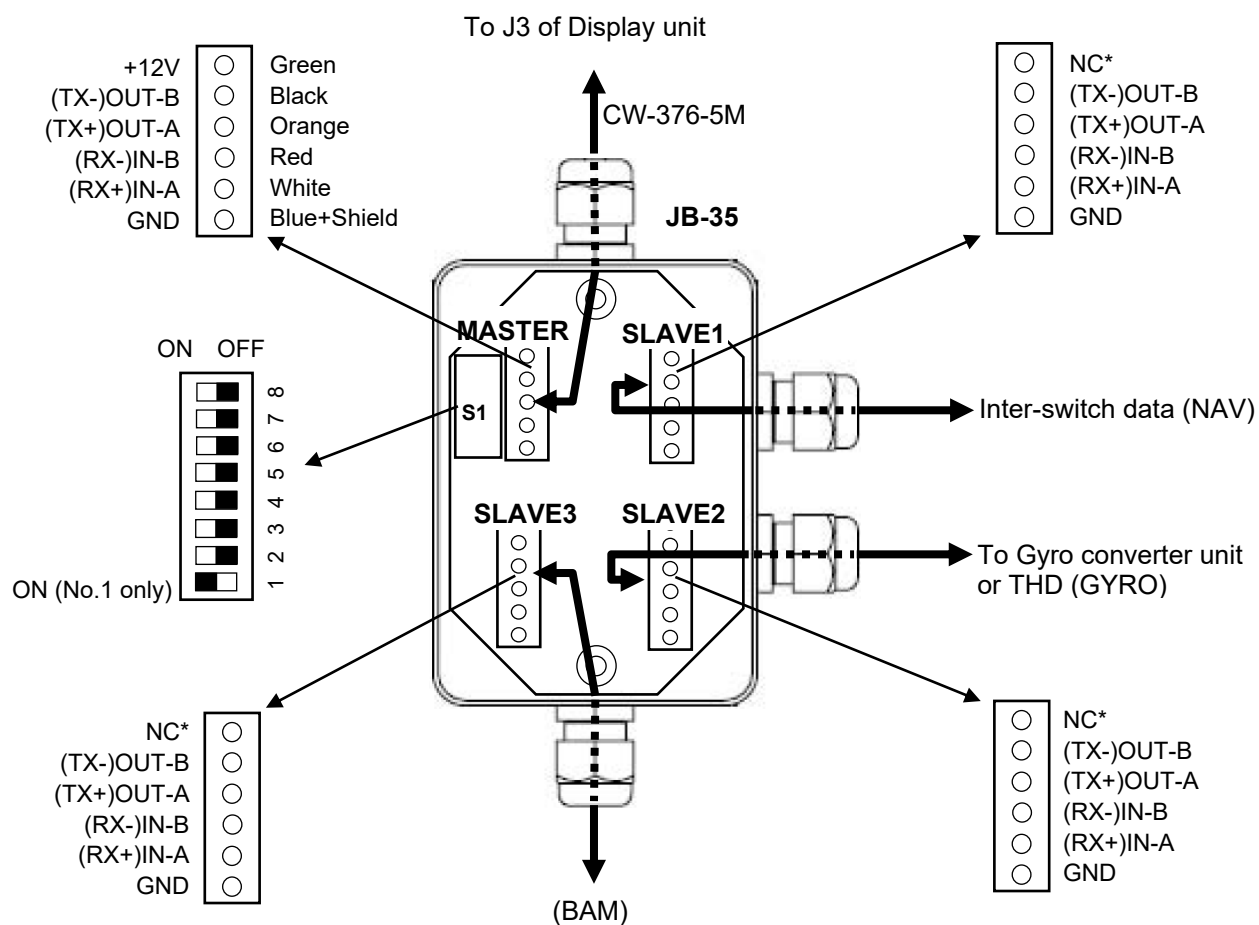 To J3 of Display unit
+12V Green
(TX-)OUT-B Black
(TX+)OUT-A Orange
(RX-)IN-B Red
(RX+)IN-A White
GND Blue+Shield
CW-376-5M
JB-35
NC*
(TX-)OUT-B
(TX+)OUT-A
(RX-)IN-B
(RX+)IN-A
GND
MASTER SLAVE1
S1
ON OFF
8
7
6
5
4
3
2
1
ON (No.1 only)
Inter-switch data (NAV)
SLAVE3 SLAVE2
To Gyro converter unit
or THD (GYRO)
NC*
(TX-)OUT-B
(TX+)OUT-A
(RX-)IN-B
(RX+)IN-A
GND
NC*
(TX-)OUT-B
(TX+)OUT-A
(RX-)IN-B
(RX+)IN-A
GND
(BAM)